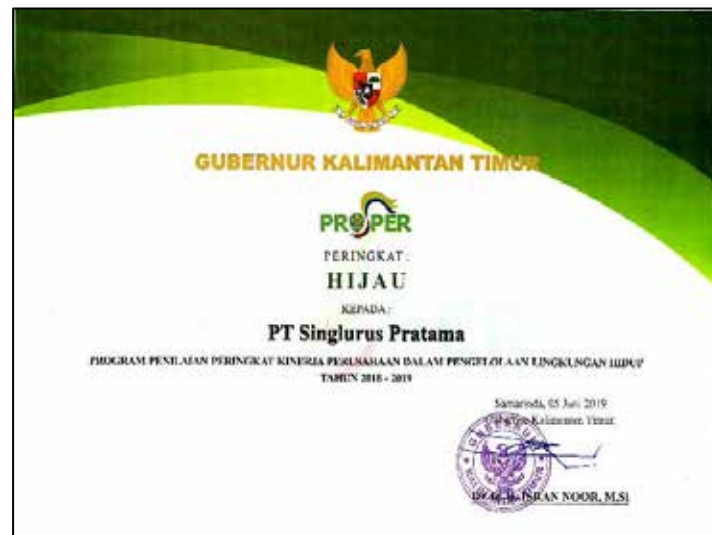 GUBERNUR KALIMANTAN TIMUR
PROPER
PERINGKAT :
HIJAU
KEPADA :
PT Singlurus Pratama
PROGRAM PENILAIAN PERINGKAT KINERJA PERUSAHAAN DALAM PENGELOLAAN LINGKUNGAN HIDUP
TAHUN 2018 - 2019
Samarinda, 05 2019
Kalimantan Timur
ISRAN NOOR, M.Si